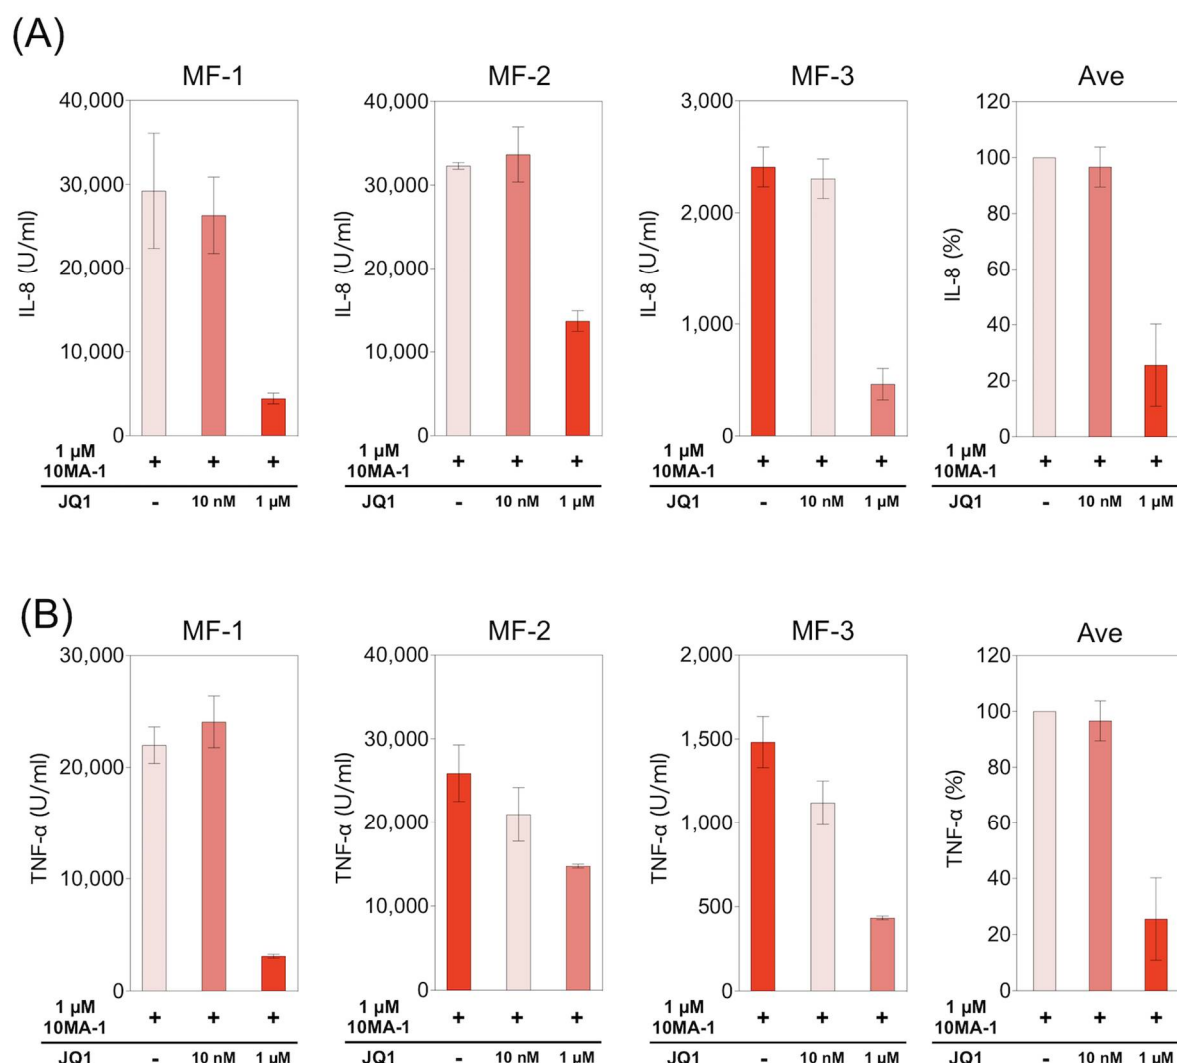 (A)
MF-1
MF-2
MF-3
Ave
40,000
30,000
20,000
10,000
0
IL-8 (U/ml)
40,000
30,000
20,000
10,000
0
IL-8 (U/ml)
3,000
2,000
1,000
0
IL-8 (U/ml)
120
100
80
60
40
20
0
IL-8 (%)
1 µM
10MA-1 + + +
JQ1 - 10 nM 1 µM
1 µM
10MA-1 + + +
JQ1 - 10 nM 1 µM
1 µM
10MA-1 + + +
JQ1 - 10 nM 1 µM
1 µM
10MA-1 + + +
JQ1 - 10 nM 1 µM
(B)
MF-1
MF-2
MF-3
Ave
30,000
20,000
10,000
0
TNF-α (U/ml)
40,000
30,000
20,000
10,000
0
TNF-α (U/ml)
2,000
1,500
1,000
500
0
TNF-α (U/ml)
120
100
80
60
40
20
0
TNF-α (%)
1 µM
10MA-1 + + +
JQ1 - 10 nM 1 µM
1 µM
10MA-1 + + +
JQ1 - 10 nM 1 µM
1 µM
10MA-1 + + +
JQ1 - 10 nM 1 µM
1 µM
10MA-1 + + +
JQ1 - 10 nM 1 µM